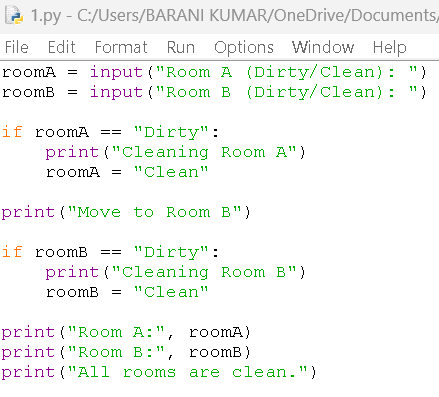 1.py - C:/Users/BARANI KUMAR/OneDrive/Documents/
File Edit Format Run Options Window Help
roomA = input("Room A (Dirty/Clean): ")
roomB = input("Room B (Dirty/Clean): ")

if roomA == "Dirty":
    print("Cleaning Room A")
    roomA = "Clean"

print("Move to Room B")

if roomB == "Dirty":
    print("Cleaning Room B")
    roomB = "Clean"

print("Room A:", roomA)
print("Room B:", roomB)
print("All rooms are clean.")